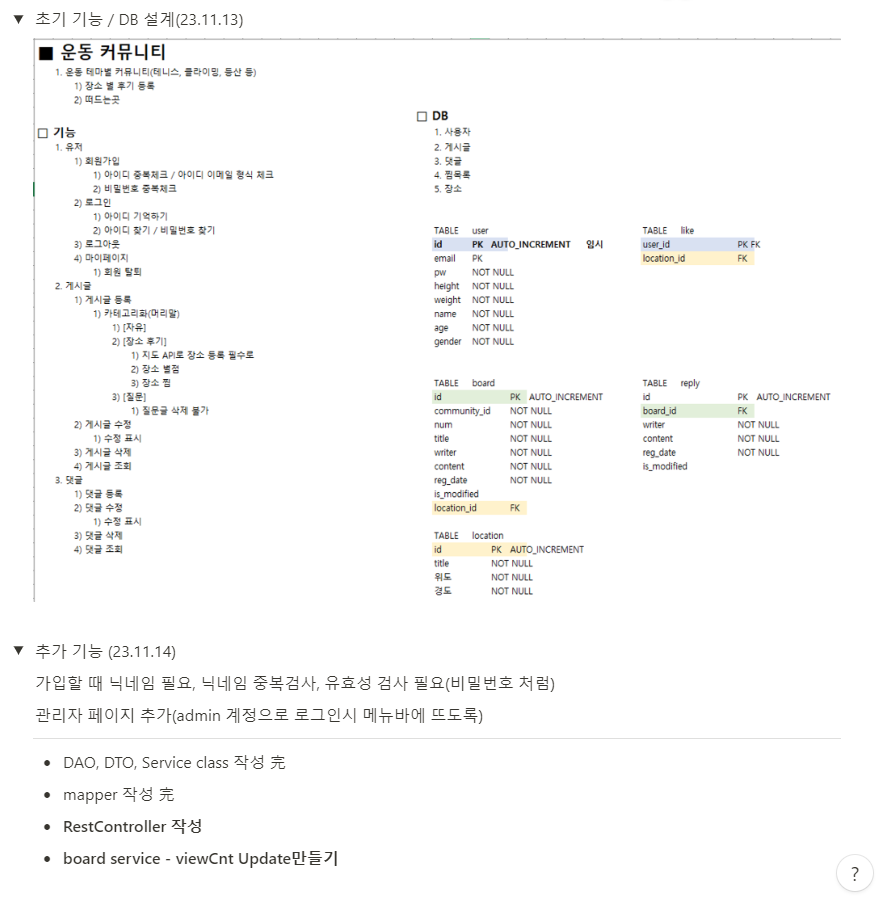 ▼ 초기 기능 / DB 설계(23.11.13)
■ 운동 커뮤니티
1. 운동 테마별 커뮤니티(테니스, 클라이밍, 등산 등)
1) 장소 별 후기 등록
2) 떠드는곳
□ 기능
1. 유저
1) 회원가입
1) 아이디 중복체크 / 아이디 이메일 형식 체크
2) 비밀번호 중복체크
2) 로그인
1) 아이디 기억하기
2) 아이디 찾기 / 비밀번호 찾기
3) 로그아웃
4) 마이페이지
1) 회원 탈퇴
2. 게시글
1) 게시글 등록
1) 카테고리화(머리말)
1) [자유]
2) [장소 후기]
1) 지도 API로 장소 등록 필수로
2) 장소 별점
3) 장소 찜
3) [질문]
1) 질문글 삭제 불가
2) 게시글 수정
1) 수정 표시
3) 게시글 삭제
4) 게시글 조회
3. 댓글
1) 댓글 등록
2) 댓글 수정
1) 수정 표시
3) 댓글 삭제
4) 댓글 조회
□ DB
1. 사용자
2. 게시글
3. 댓글
4. 찜목록
5. 장소
TABLE user
id PK AUTO_INCREMENT 임시
email PK
pw NOT NULL
height NOT NULL
weight NOT NULL
name NOT NULL
age NOT NULL
gender NOT NULL
TABLE like
user_id PK FK
location_id FK
TABLE board
id PK AUTO_INCREMENT
community_id NOT NULL
num NOT NULL
title NOT NULL
writer NOT NULL
content NOT NULL
reg_date NOT NULL
is_modified
location_id FK
TABLE reply
id PK AUTO_INCREMENT
board_id FK
writer NOT NULL
content NOT NULL
reg_date NOT NULL
is_modified
TABLE location
id PK AUTO_INCREMENT
title NOT NULL
위도 NOT NULL
경도 NOT NULL
▼ 추가 기능 (23.11.14)
가입할 때 닉네임 필요, 닉네임 중복검사, 유효성 검사 필요(비밀번호 처럼)
관리자 페이지 추가(admin 계정으로 로그인시 메뉴바에 뜨도록)
• DAO, DTO, Service class 작성 完
• mapper 작성 完
• RestController 작성
• board service - viewCnt Update만들기
?